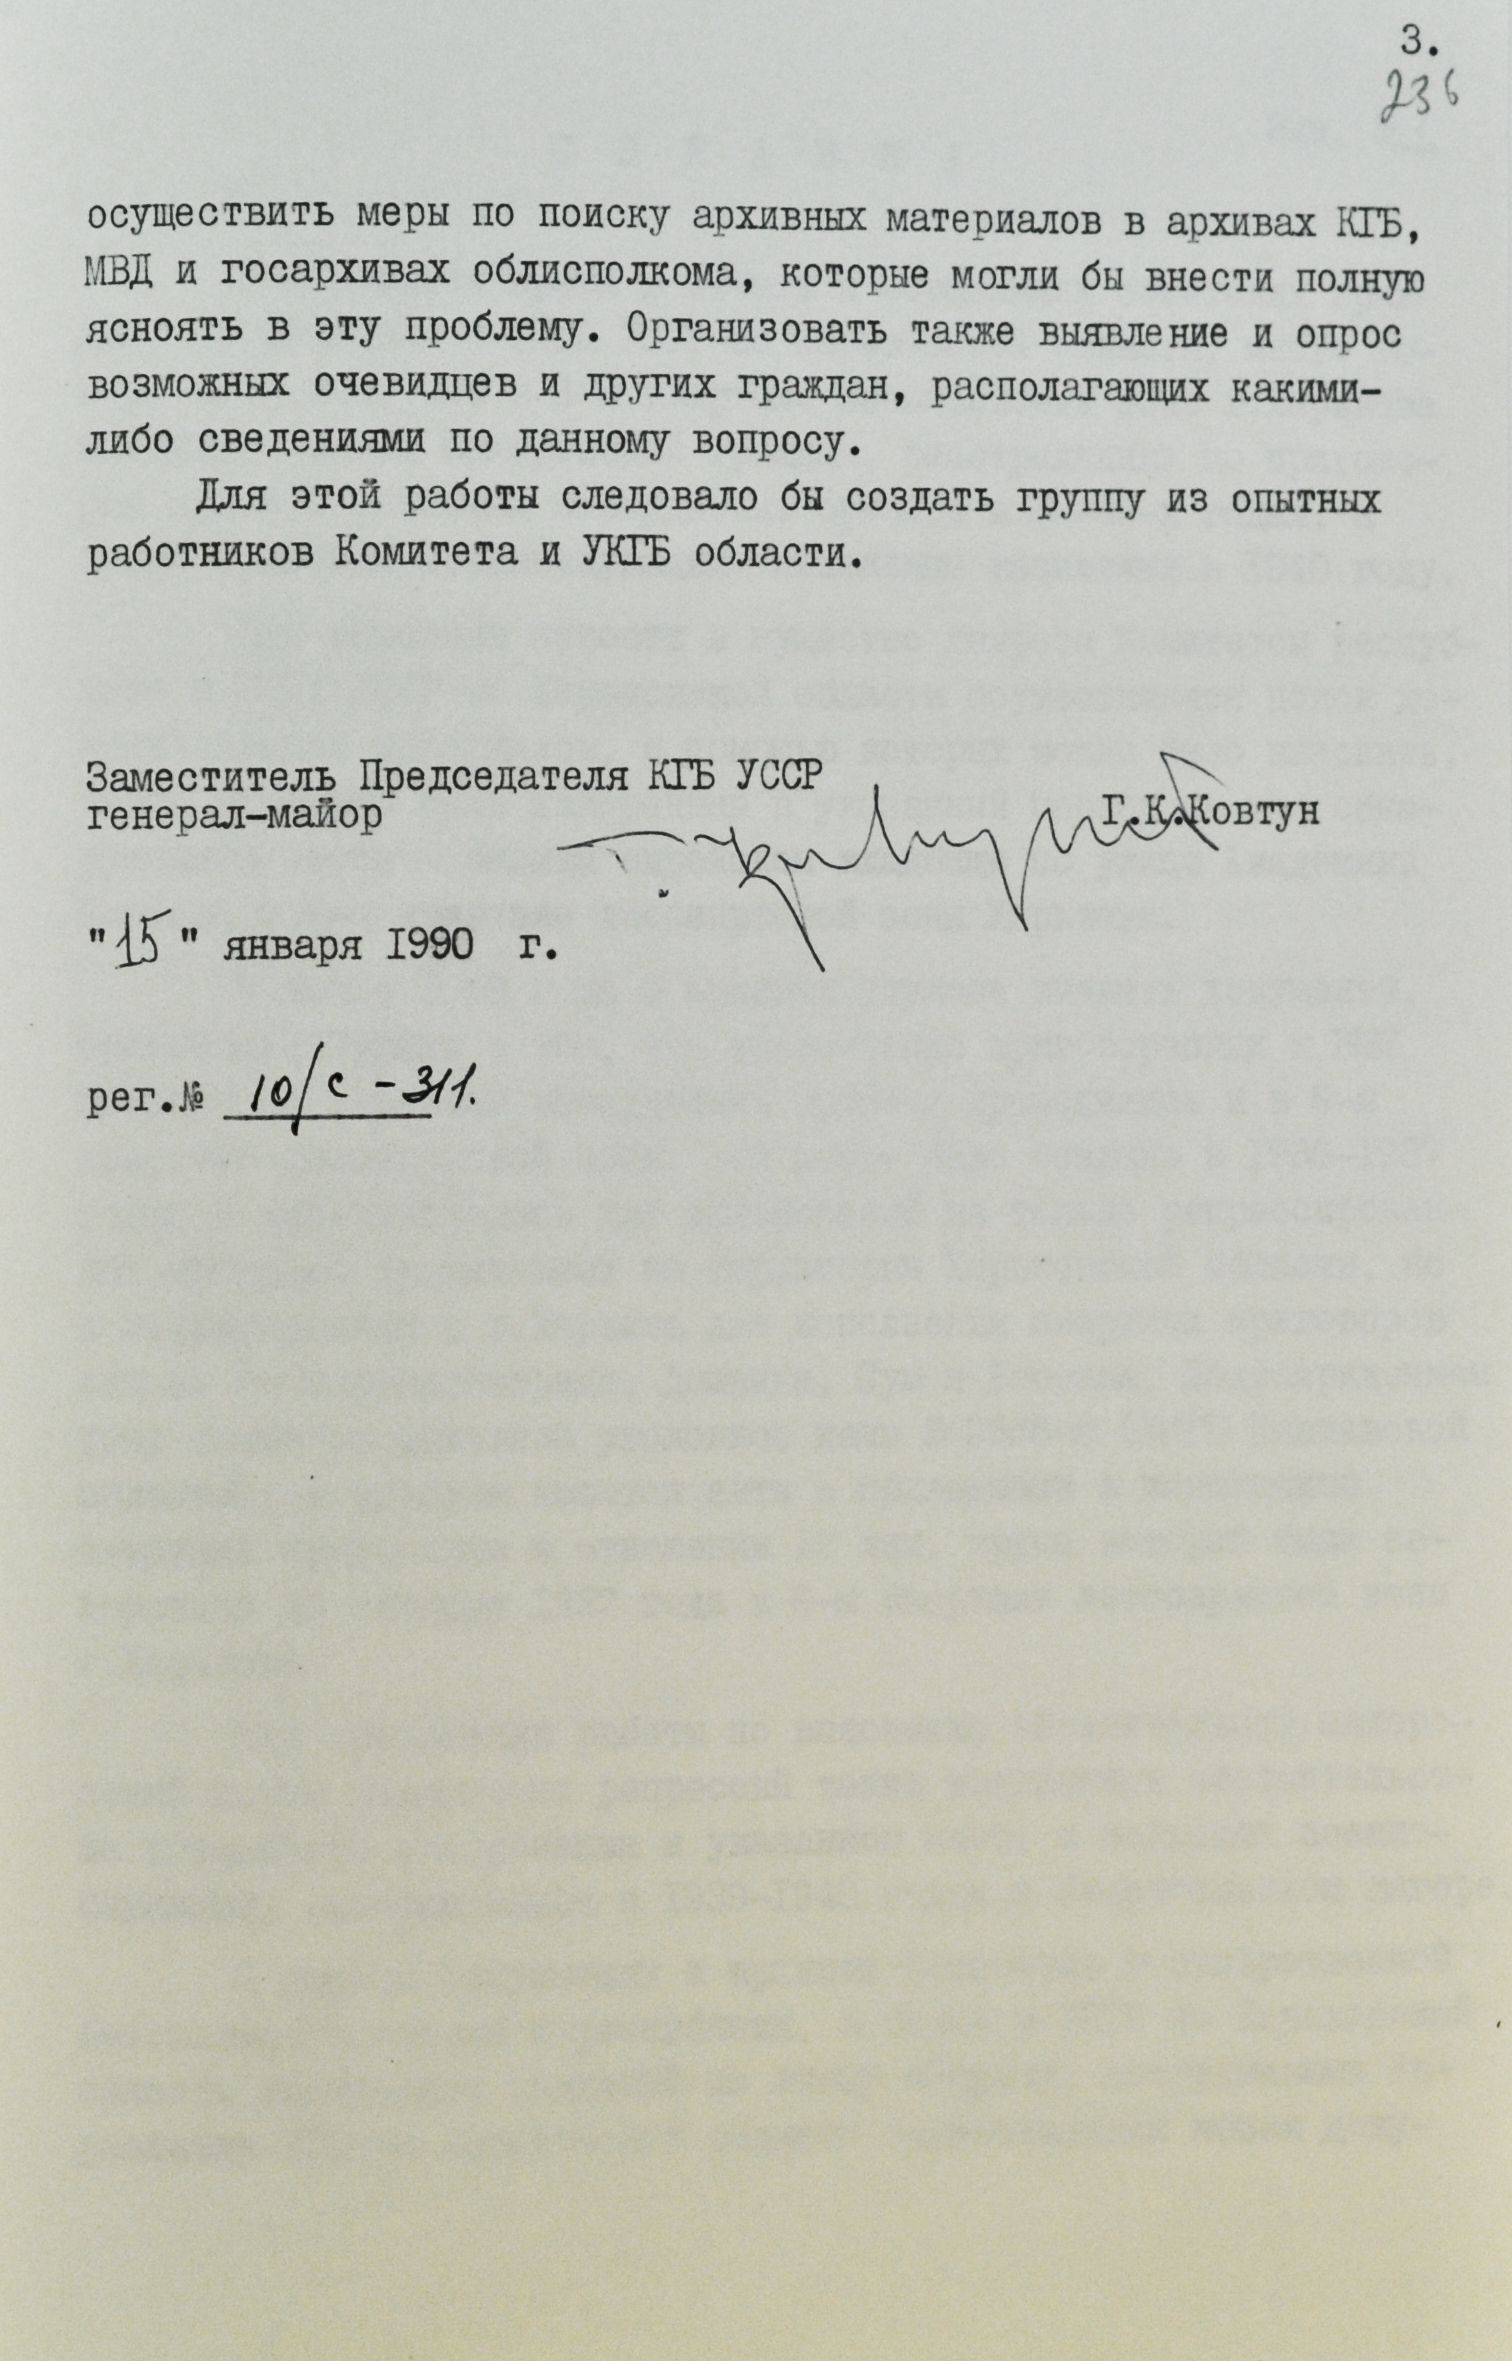 3.
236
осуществить меры по поиску архивных материалов в архивах КГБ,
МВД и госархивах облисполкома, которые могли бы внести полную
ясноять в эту проблему. Организовать также выявление и опрос
возможных очевидцев и других граждан, располагающих какими-
либо сведениями по данному вопросу.
Для этой работы следовало бы создать группу из опытных
работников Комитета и УКГБ области.
Заместитель Председателя КГБ УССР
генерал-майор
Г.К.Ковтун
"15" января 1990 г.
рег.№ 10/с-311.